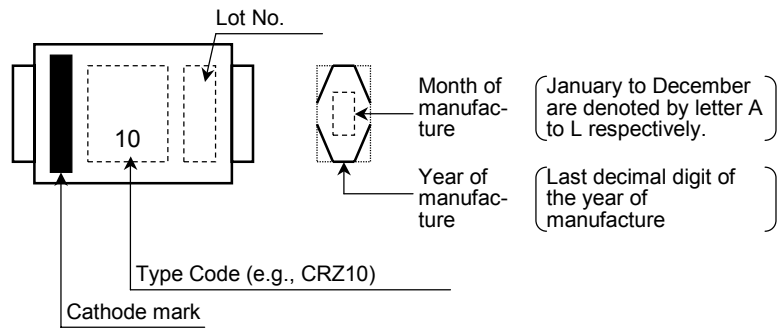 Lot No.
10
Month of
manufac-
ture
January to December
are denoted by letter A
to L respectively.
Year of
manufac-
ture
Last decimal digit of
the year of
manufacture
Type Code (e.g., CRZ10)
Cathode mark